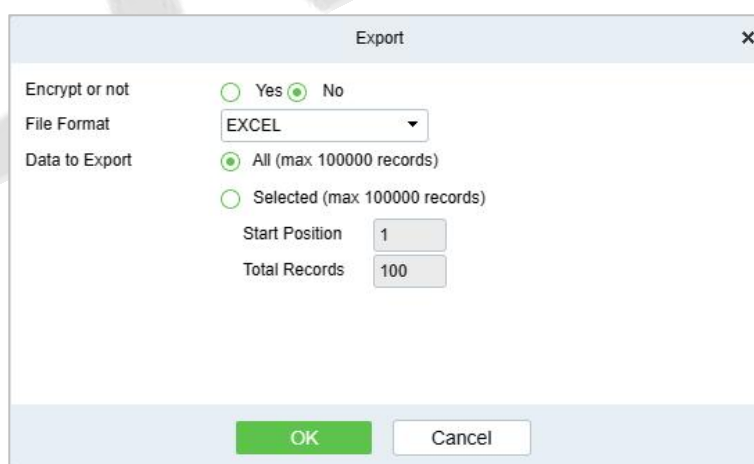 Export ×
Encrypt or not Yes No
File Format EXCEL
Data to Export All (max 100000 records)
Selected (max 100000 records)
Start Position 1
Total Records 100
OK Cancel